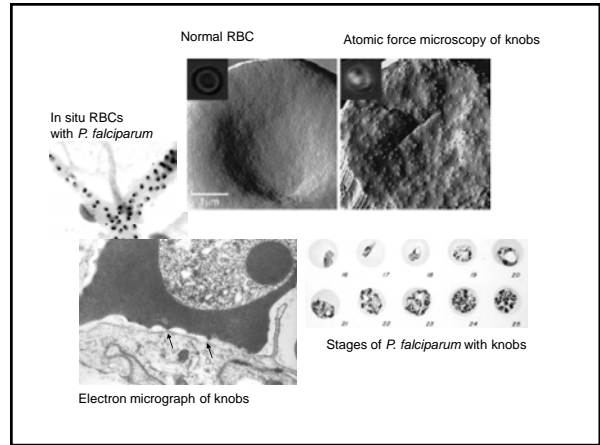 Normal RBC
Atomic force microscopy of knobs
In situ RBCs
with P. falciparum
1µm
16 17 18 19 20
21 22 23 24 25
Stages of P. falciparum with knobs
Electron micrograph of knobs